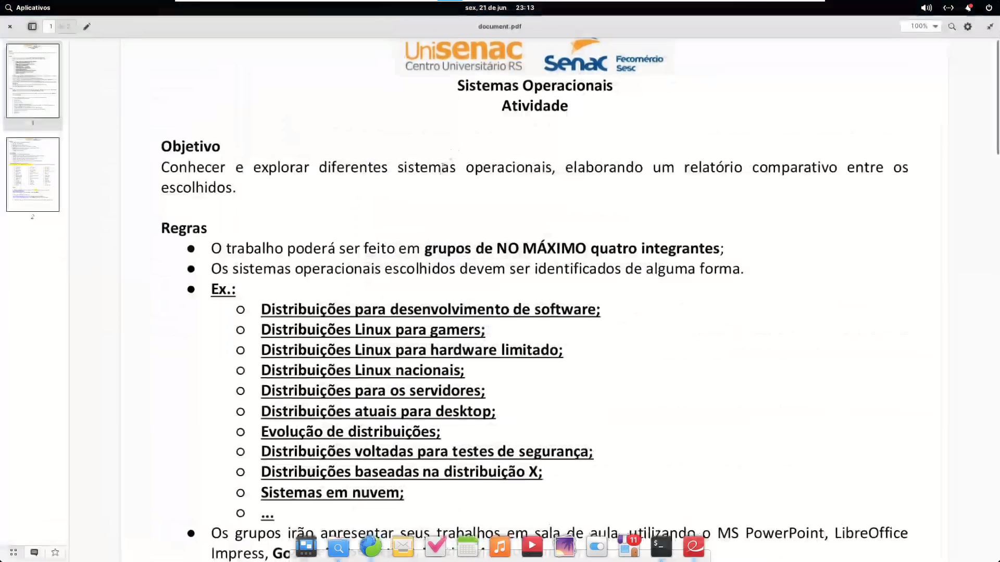 Aplicativos
sex, 21 de jun 23:13
1 de 2
document.pdf
100%
Unisenac
Centro Universitário RS
Senac
Fecomércio
Sesc
Sistemas Operacionais
Atividade
Objetivo
Conhecer e explorar diferentes sistemas operacionais, elaborando um relatório comparativo entre os
escolhidos.
Regras
● O trabalho poderá ser feito em grupos de NO MÁXIMO quatro integrantes;
● Os sistemas operacionais escolhidos devem ser identificados de alguma forma.
● Ex.:
○ Distribuições para desenvolvimento de software;
○ Distribuições Linux para gamers;
○ Distribuições Linux para hardware limitado;
○ Distribuições Linux nacionais;
○ Distribuições para os servidores;
○ Distribuições atuais para desktop;
○ Evolução de distribuições;
○ Distribuições voltadas para testes de segurança;
○ Distribuições baseadas na distribuição X;
○ Sistemas em nuvem;
○ ...
● Os grupos irão apresentar seus trabalhos em sala de aula, utilizando o MS PowerPoint, LibreOffice
Impress, Go
1
2
11